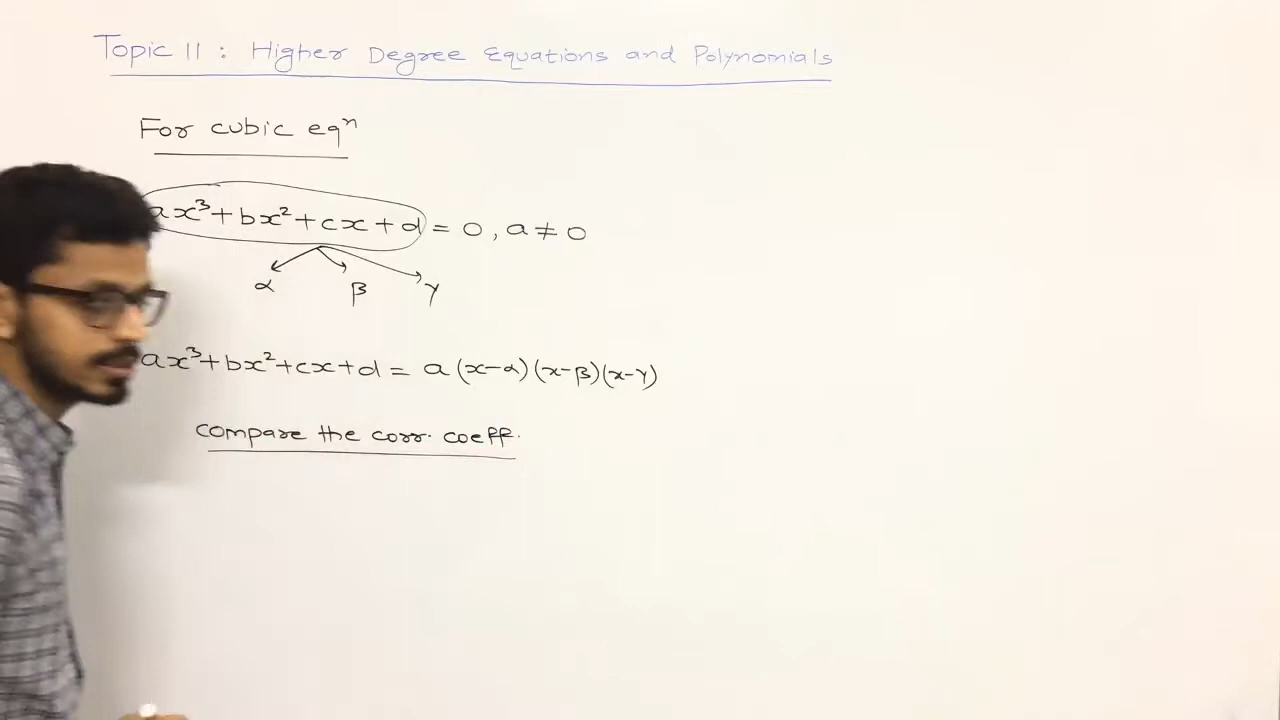 Topic 11 : Higher Degree Equations and Polynomials
For cubic eqⁿ
ax³+bx²+cx+d = 0, a ≠ 0
α β γ
ax³+bx²+cx+d = a(x-α)(x-β)(x-γ)
compare the corr. coeff.